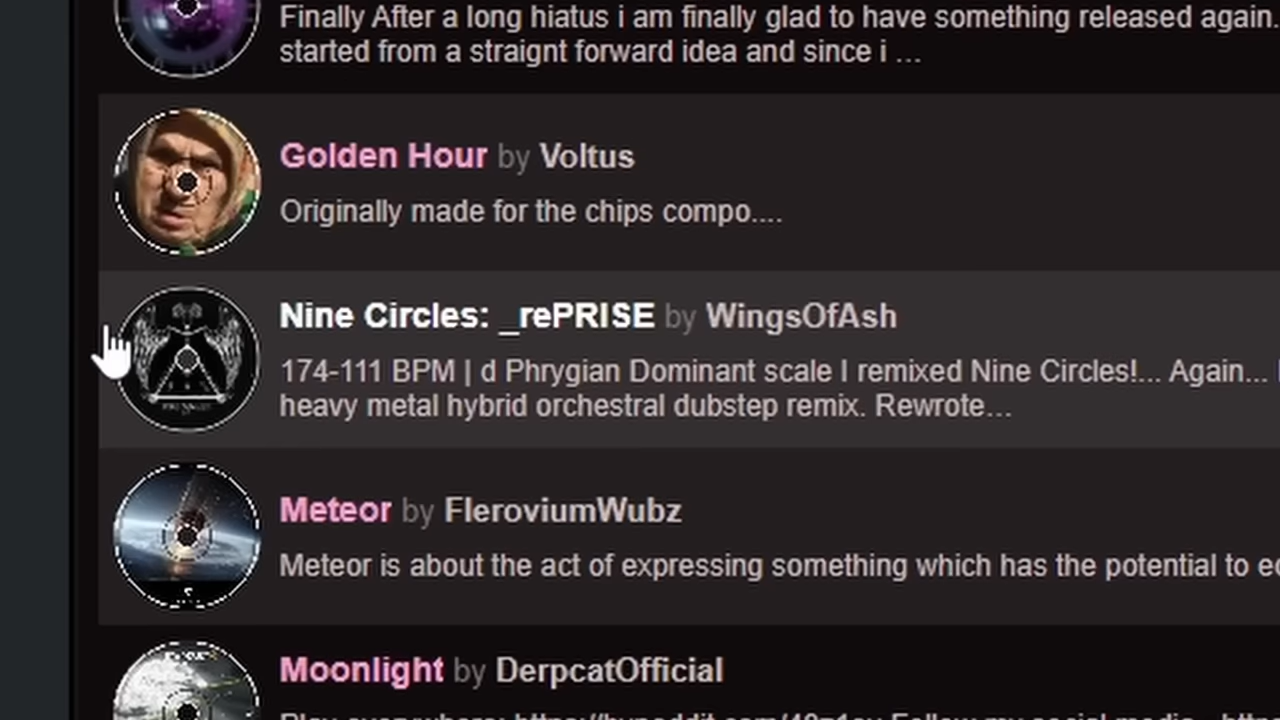 Finally After a long hiatus i am finally glad to have something released again.
started from a straignt forward idea and since i ...
Golden Hour by Voltus
Originally made for the chips compo....
Nine Circles: _rePRISE by WingsOfAsh
174-111 BPM | d Phrygian Dominant scale I remixed Nine Circles!... Again...
heavy metal hybrid orchestral dubstep remix. Rewrote...
Meteor by FleroviumWubz
Meteor is about the act of expressing something which has the potential to
Moonlight by DerpcatOfficial